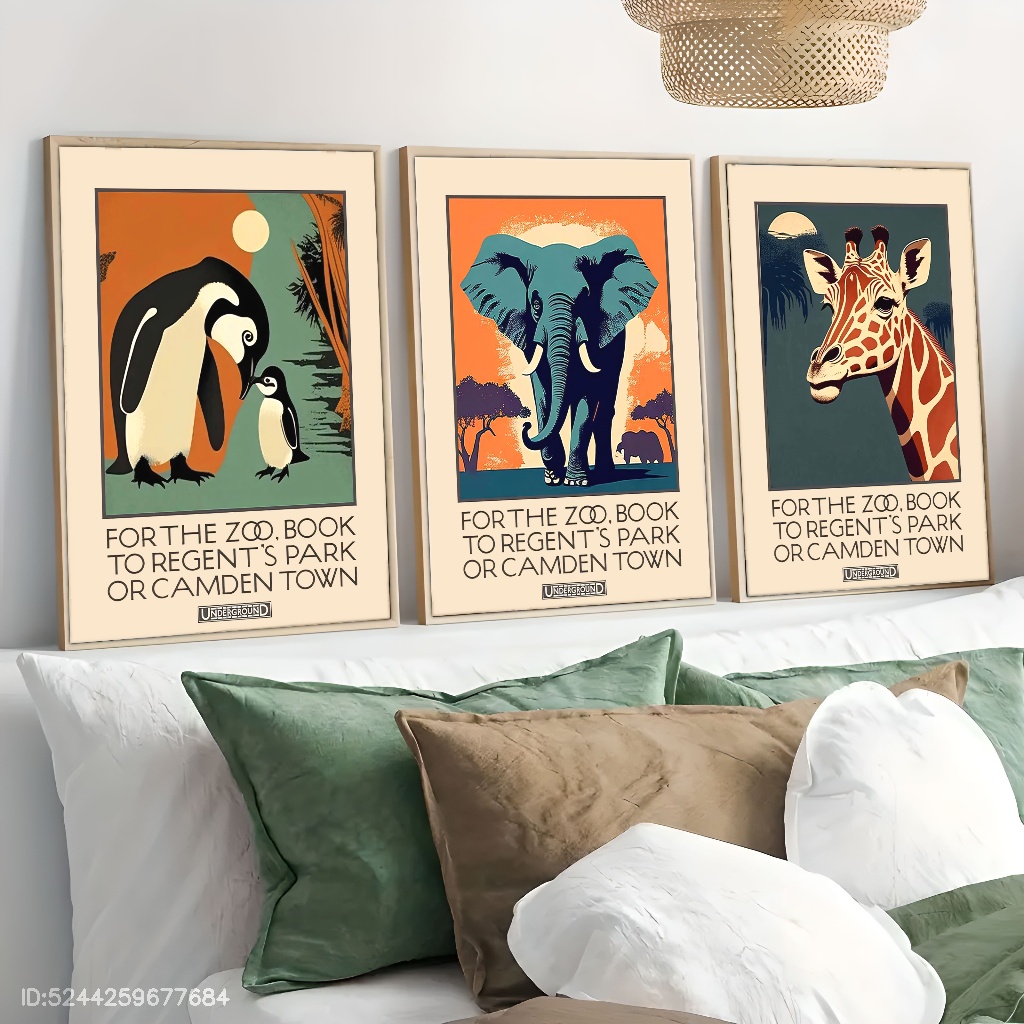 FOR THE ZOO, BOOK
TO REGENT'S PARK
OR CAMDEN TOWN
UNDERGROUND
FOR THE ZOO, BOOK
TO REGENT'S PARK
OR CAMDEN TOWN
UNDERGROUND
FOR THE ZOO, BOOK
TO REGENT'S PARK
OR CAMDEN TOWN
UNDERGROUND
ID:5244259677684